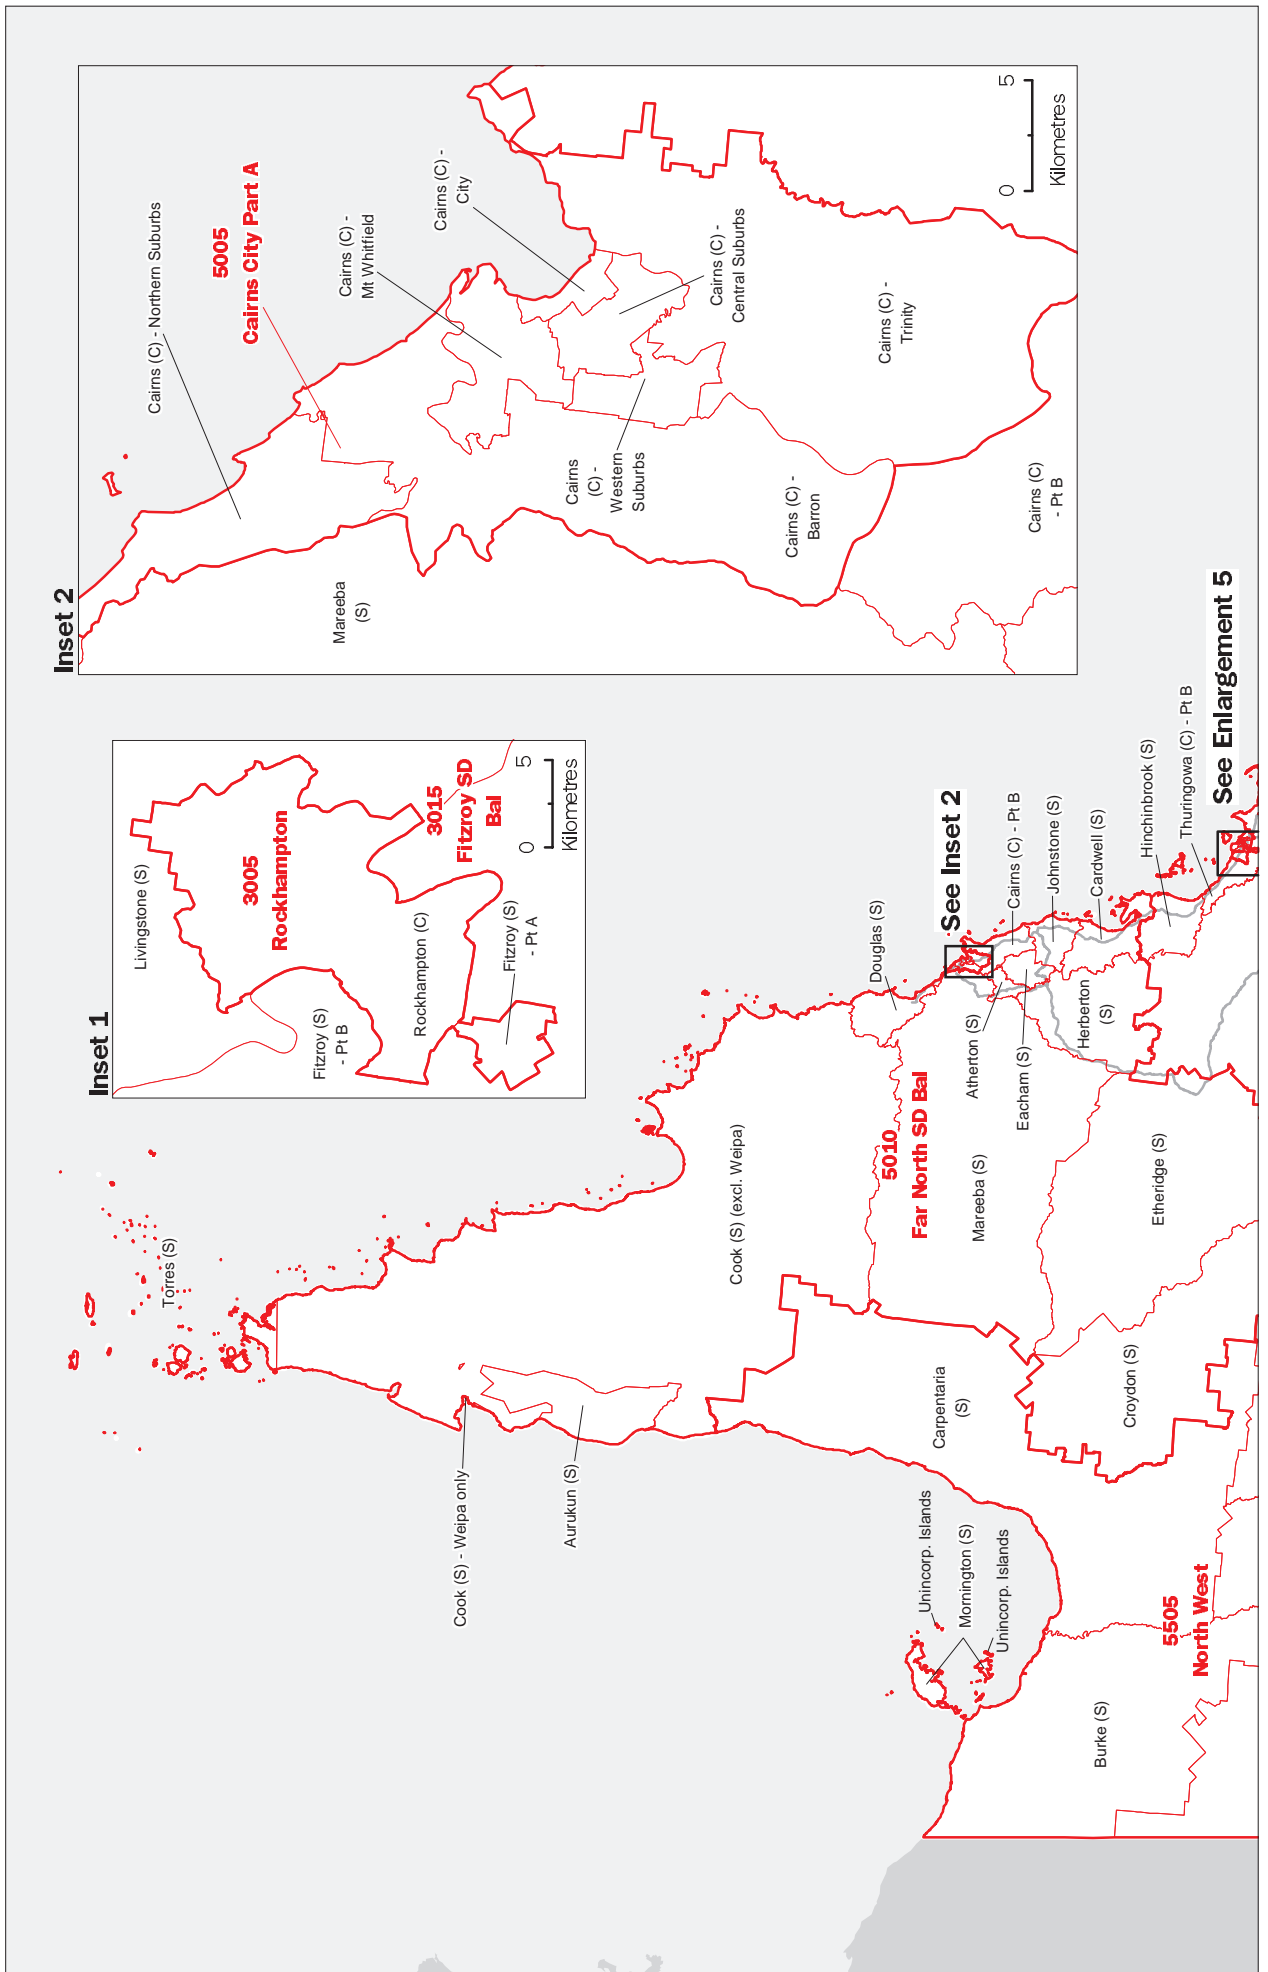 Inset 2
Cairns (C) - Northern Suburbs
5005
Cairns City Part A
Cairns (C) -
Mt Whitfield
Cairns (C) -
City
Cairns (C) -
Central Suburbs
Cairns
(C) -
Western
Suburbs
Cairns (C) -
Trinity
Cairns (C) -
Barron
Cairns (C)
- Pt B
Mareeba
(S)
0
5
Kilometres
Inset 1
Livingstone (S)
3005
Rockhampton
Fitzroy (S)
- Pt B
Rockhampton (C)
3015
Fitzroy SD
Bal
Fitzroy (S)
- Pt A
0
5
Kilometres
Torres (S)
Cook (S) - Weipa only
Aurukun (S)
Cook (S) (excl. Weipa)
Douglas (S)
See Inset 2
5010
Far North SD Bal
Mareeba (S)
Atherton (S)
Eacham (S)
Cairns (C) - Pt B
Johnstone (S)
Cardwell (S)
Herberton
(S)
Hinchinbrook (S)
Thuringowa (C) - Pt B
See Enlargement 5
Etheridge (S)
Carpentaria
(S)
Croydon (S)
Unincorp. Islands
Mornington (S)
Unincorp. Islands
5505
North West
Burke (S)